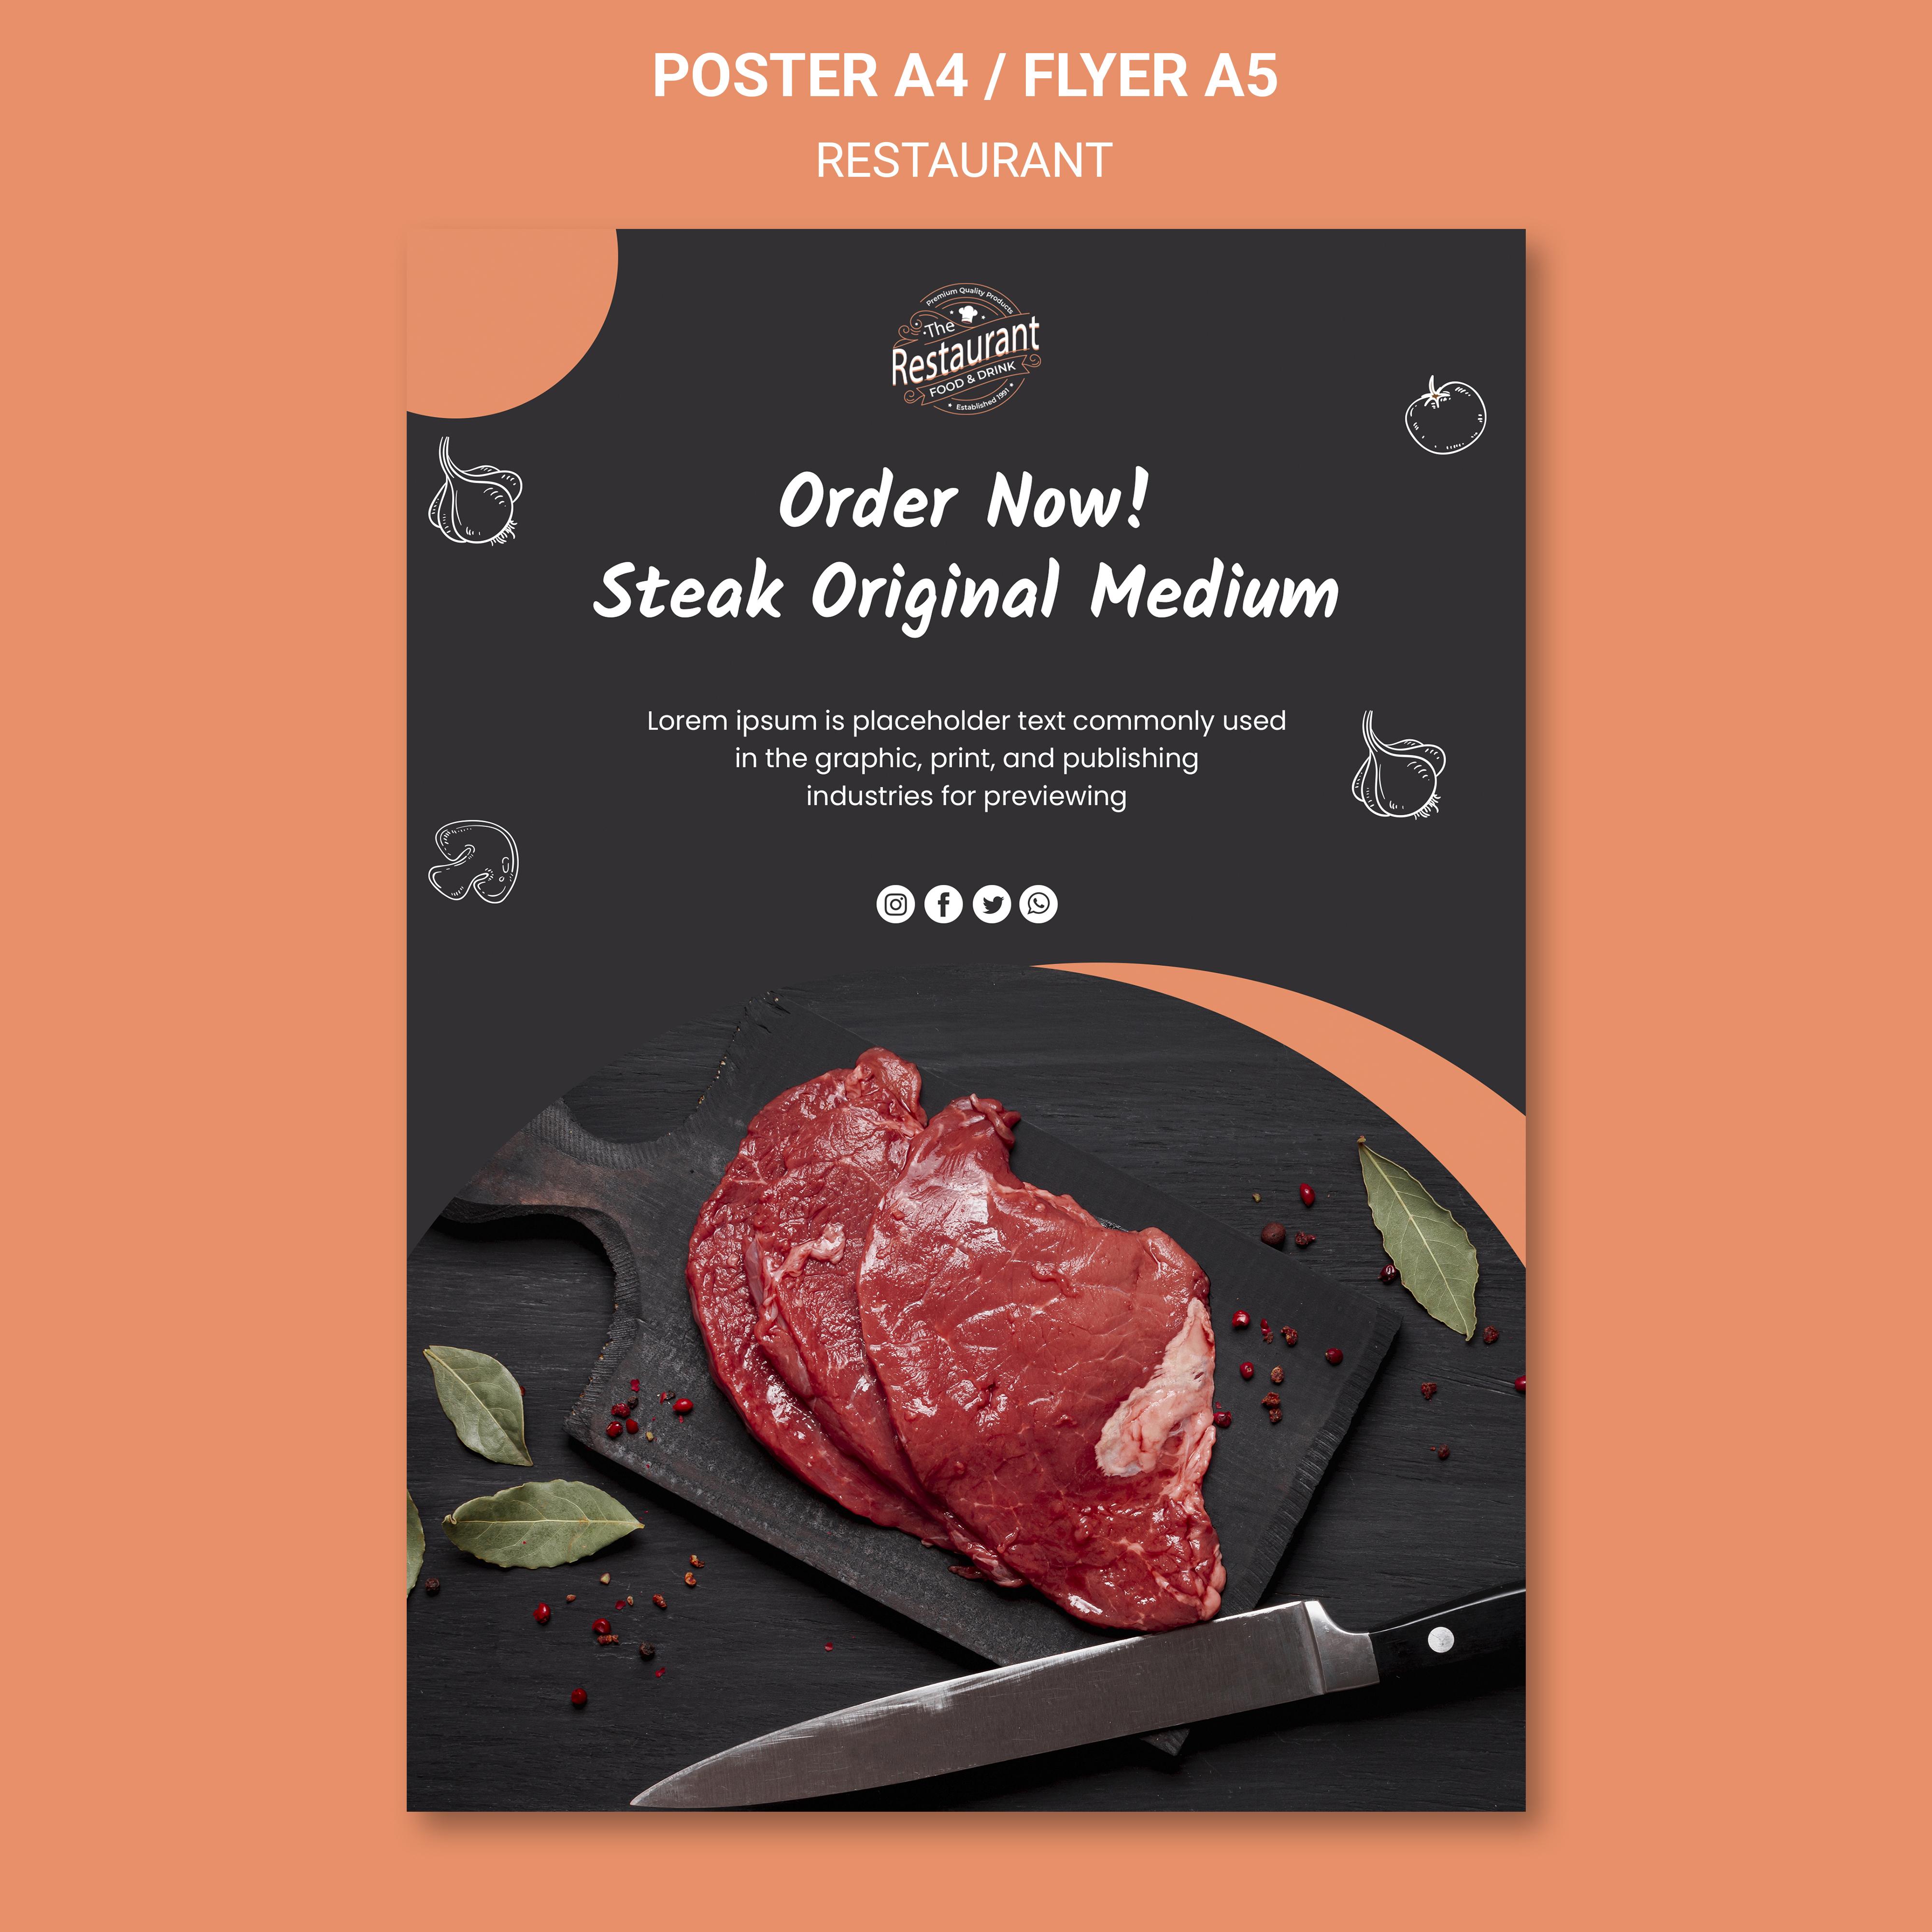 POSTER A4 / FLYER A5
RESTAURANT
Premium Quality Products
The
Restaurant
FOOD & DRINK
Established 1991
Order Now!
Steak Original Medium
Lorem ipsum is placeholder text commonly used
in the graphic, print, and publishing
industries for previewing